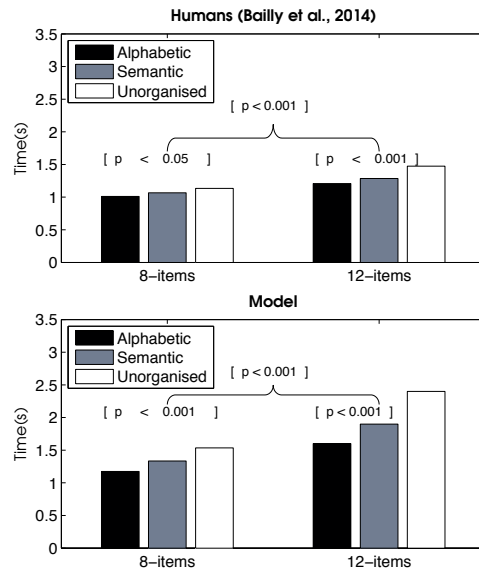 Humans (Bailly et al., 2014)
3.5
3
2.5
2
1.5
1
0.5
0
Time(s)
Alphabetic
Semantic
Unorganised
[ p < 0.001 ]
[ p < 0.05 ]
[ p < 0.001 ]
8-items
12-items
Model
3.5
3
2.5
2
1.5
1
0.5
0
Time(s)
Alphabetic
Semantic
Unorganised
[ p < 0.001 ]
[ p < 0.001 ]
[ p < 0.001 ]
8-items
12-items